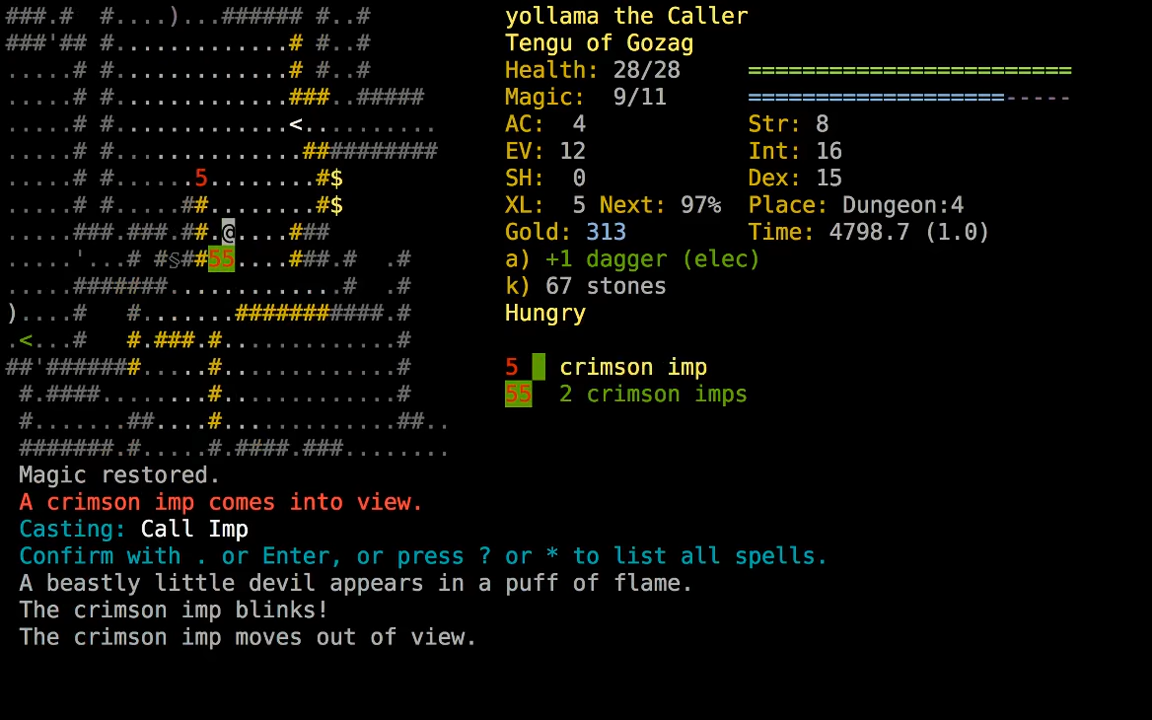 ###.#  #....)...###### #..#          yollama the Caller
###'## #.............# #..#          Tengu of Gozag
.....# #.............# #..#          Health: 28/28     ========================
.....# #.............###..#####      Magic:  9/11      ===================-----
.....# #.............<..........     AC:  4            Str: 8
.....# #..............##########     EV: 12            Int: 16
.....# #......5........#$            SH:  0            Dex: 15
.....# #.....##........#$            XL:  5 Next: 97%  Place: Dungeon:4
.....###.###.##.@....###             Gold: 313         Time: 4798.7 (1.0)
.....'...# #§##55....###.#  .#       a) +1 dagger (elec)
.....#######.............#  .#       k) 67 stones
)....#   #.......###########.#       Hungry
.<...#   #.###.#.............#
##'#######.....#.............#       5   crimson imp
 #.####........#.............#       55  2 crimson imps
 #.......##....#.............##..
 #######.#.....#.####.###........
Magic restored.
A crimson imp comes into view.
Casting: Call Imp
Confirm with . or Enter, or press ? or * to list all spells.
A beastly little devil appears in a puff of flame.
The crimson imp blinks!
The crimson imp moves out of view.